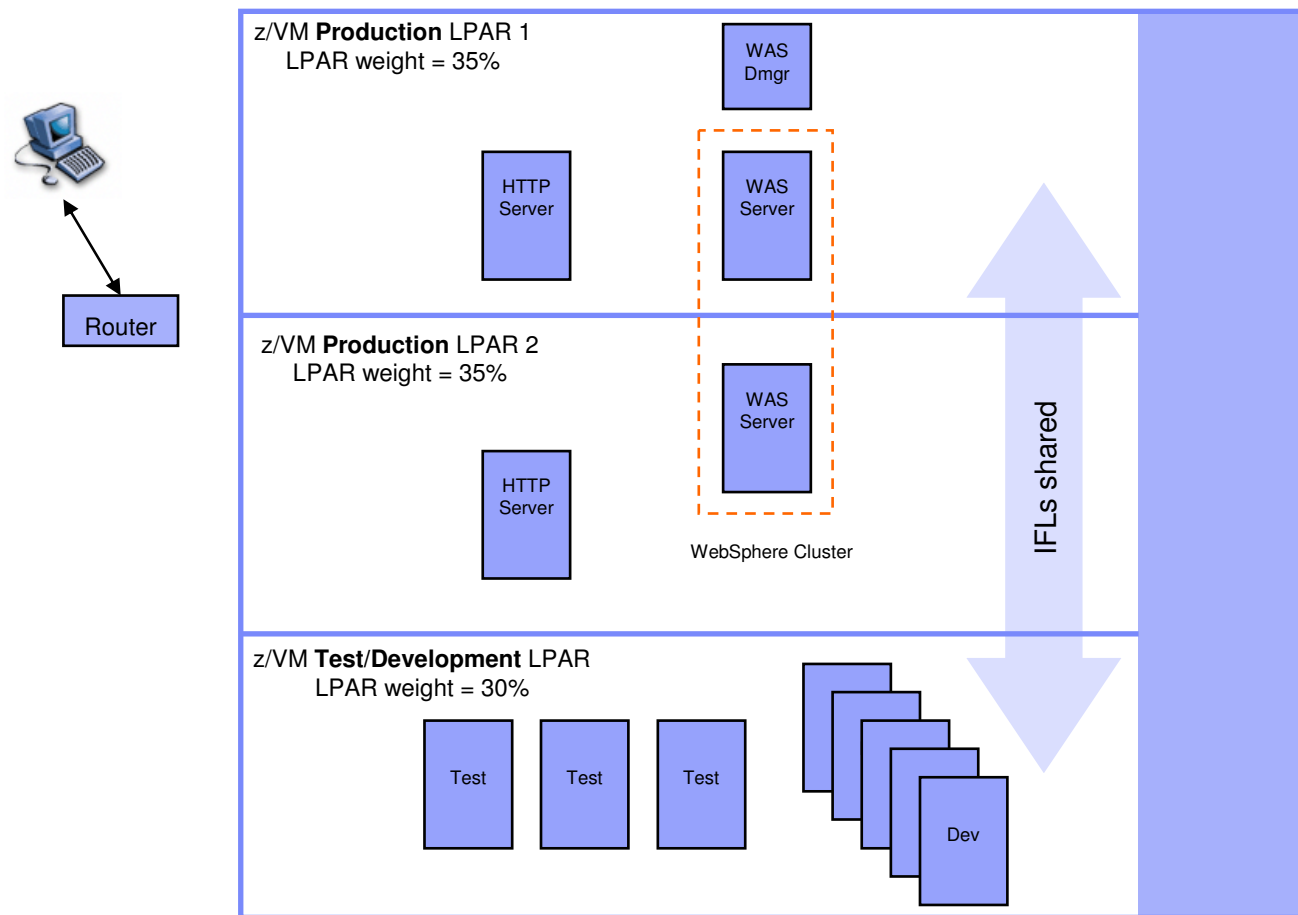 z/VM Production LPAR 1
LPAR weight = 35%
WAS
Dmgr
HTTP
Server
WAS
Server
Router
z/VM Production LPAR 2
LPAR weight = 35%
WAS
Server
HTTP
Server
WebSphere Cluster
IFLs shared
z/VM Test/Development LPAR
LPAR weight = 30%
Test
Test
Test
Dev